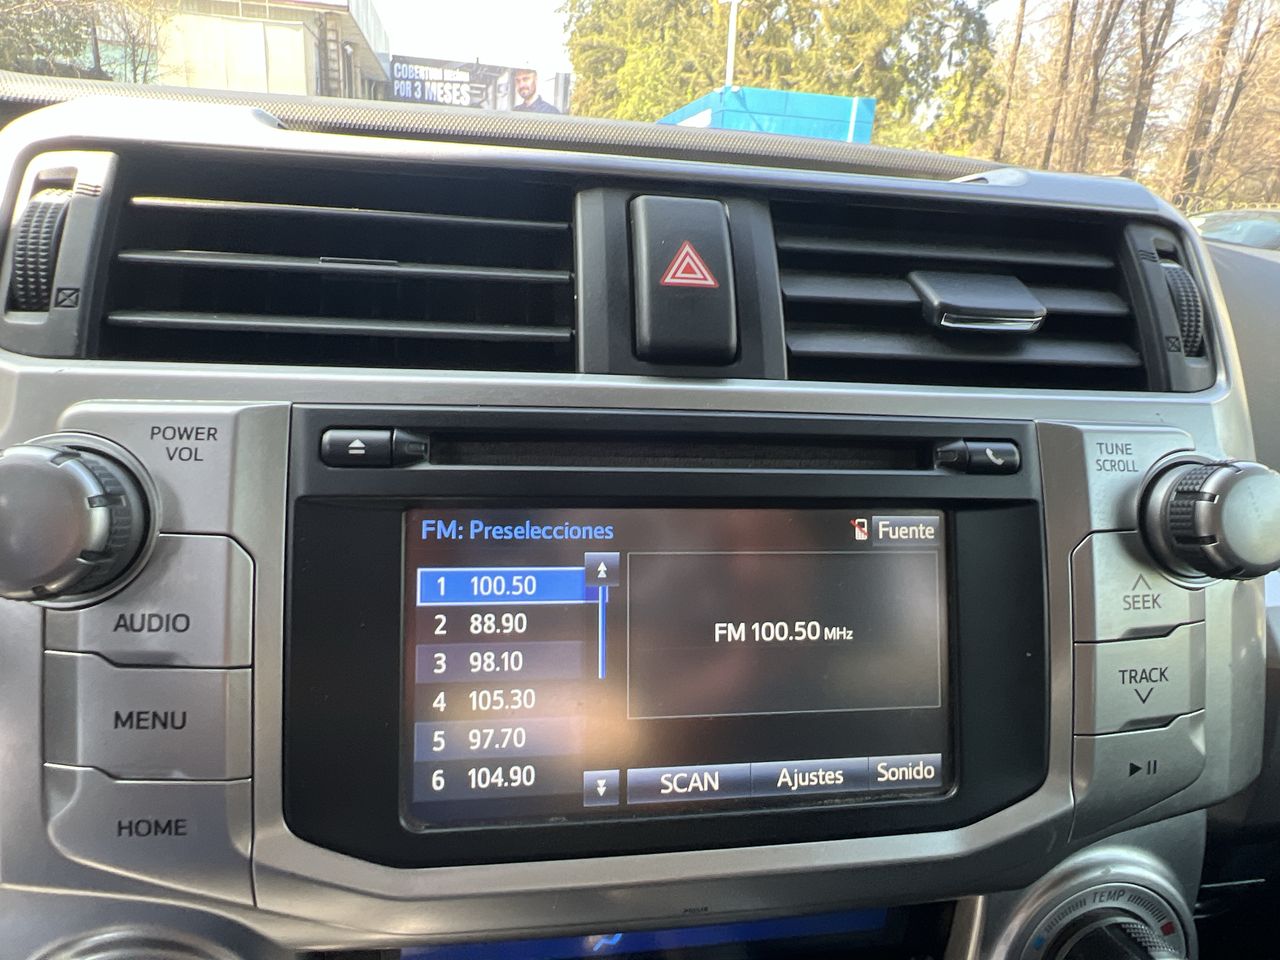 POR 3 MESES
POWER
VOL
TUNE
SCROLL
FM: Preselecciones
Fuente
1 100.50
2 88.90
3 98.10
4 105.30
5 97.70
6 104.90
FM 100.50 MHz
SCAN
Ajustes
Sonido
AUDIO
MENU
HOME
SEEK
TRACK
TEMP